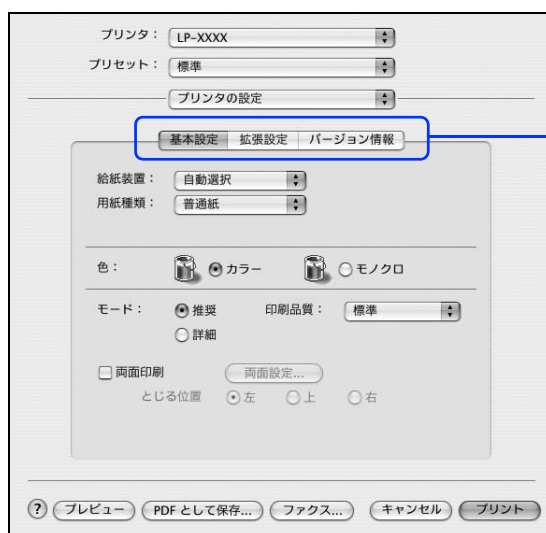 プリンタ： LP-XXXX
プリセット： 標準
プリンタの設定
基本設定 拡張設定 バージョン情報
給紙装置： 自動選択
用紙種類： 普通紙
色： カラー モノクロ
モード： 推奨 印刷品質： 標準
詳細
両面印刷 両面設定...
とじる位置 左 上 右
? プレビュー PDF として保存... ファクス... キャンセル プリント